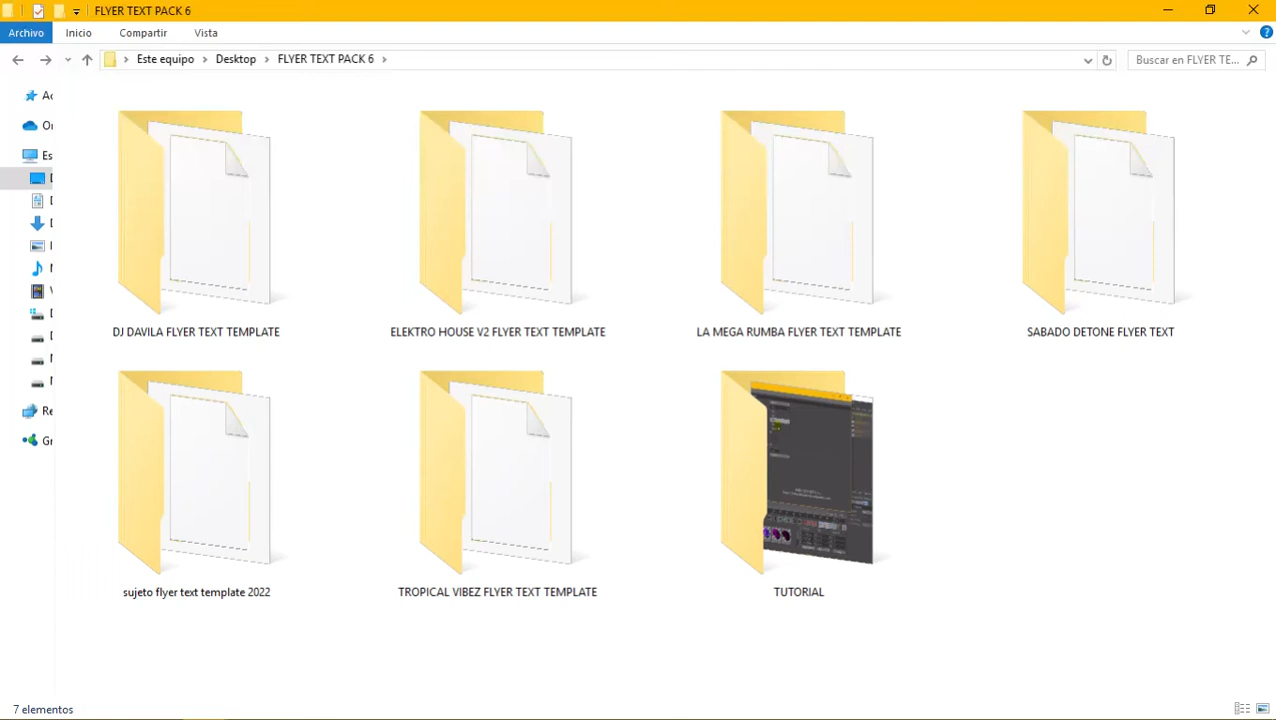 FLYER TEXT PACK 6
Archivo Inicio Compartir Vista
Este equipo Desktop FLYER TEXT PACK 6
Buscar en FLYER TE...
DJ DAVILA FLYER TEXT TEMPLATE
ELEKTRO HOUSE V2 FLYER TEXT TEMPLATE
LA MEGA RUMBA FLYER TEXT TEMPLATE
SABADO DETONE FLYER TEXT
sujeto flyer text template 2022
TROPICAL VIBEZ FLYER TEXT TEMPLATE
TUTORIAL
7 elementos